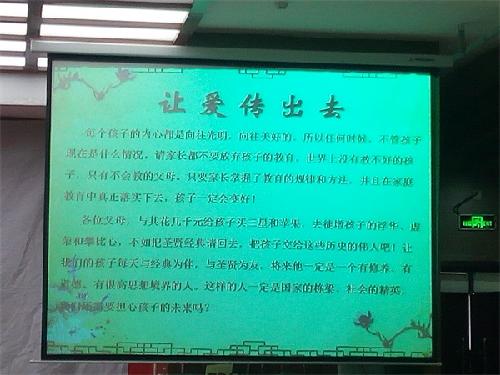 让爱传出去
每个孩子的内心都是向往光明、向往美好的。所以任何时候,不管孩子
现在是什么情况,请家长都不要放弃孩子的教育。世界上没有教不好的孩
子,只有不会教的父母。只要家长掌握了教育的规律和方法,并且在家庭
教育中真正落实下去,孩子一定会变好!
各位父母,与其花几千元给孩子买三星和苹果,去徒增孩子的浮华、虚
荣和攀比心,不如把圣贤经典请回去,把孩子交给这些历史的伟人吧!让
我们的孩子每天与经典为伴,与圣贤为友,将来他一定是一个有修养、有
道德、有很高思想境界的人。这样的人一定是国家的栋梁、社会的精英,
我们还需要担心孩子的未来吗?